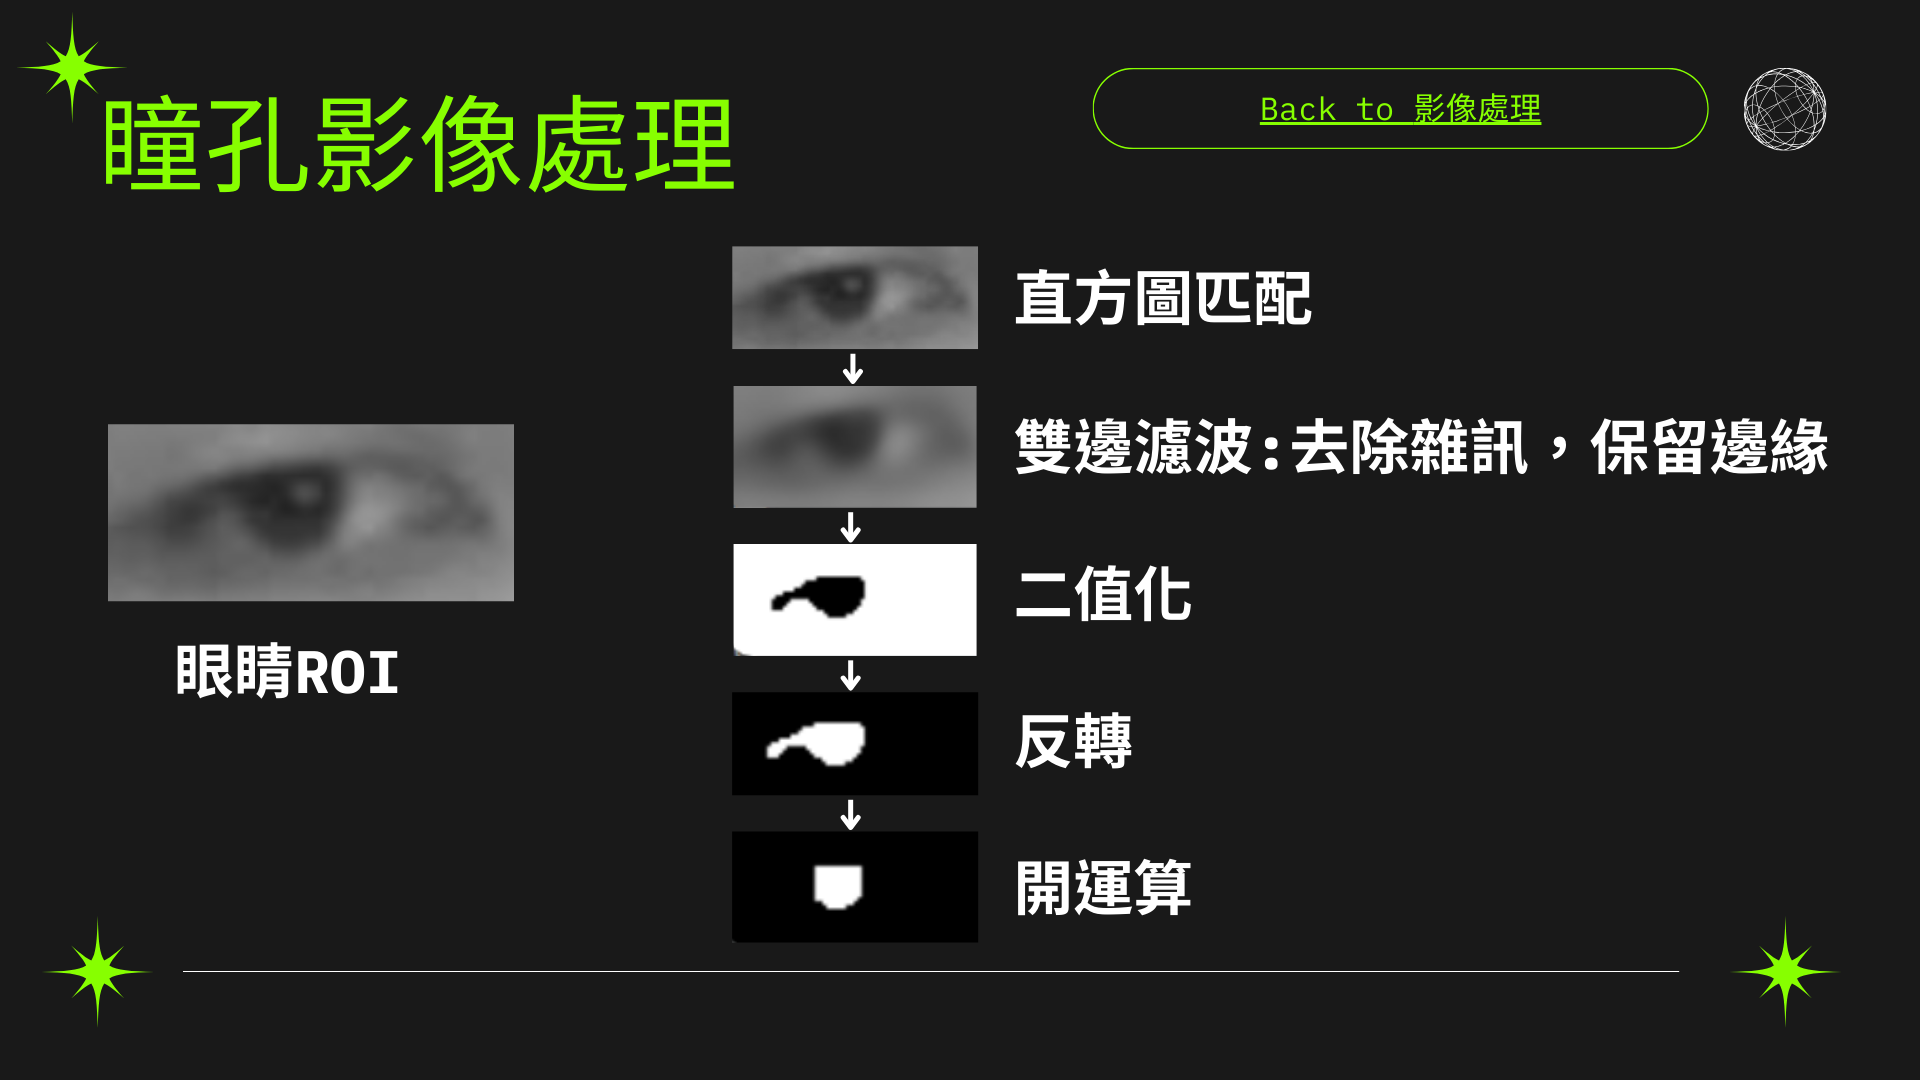 瞳孔影像處理
Back to 影像處理
直方圖匹配
雙邊濾波:去除雜訊，保留邊緣
眼睛ROI
二值化
反轉
開運算